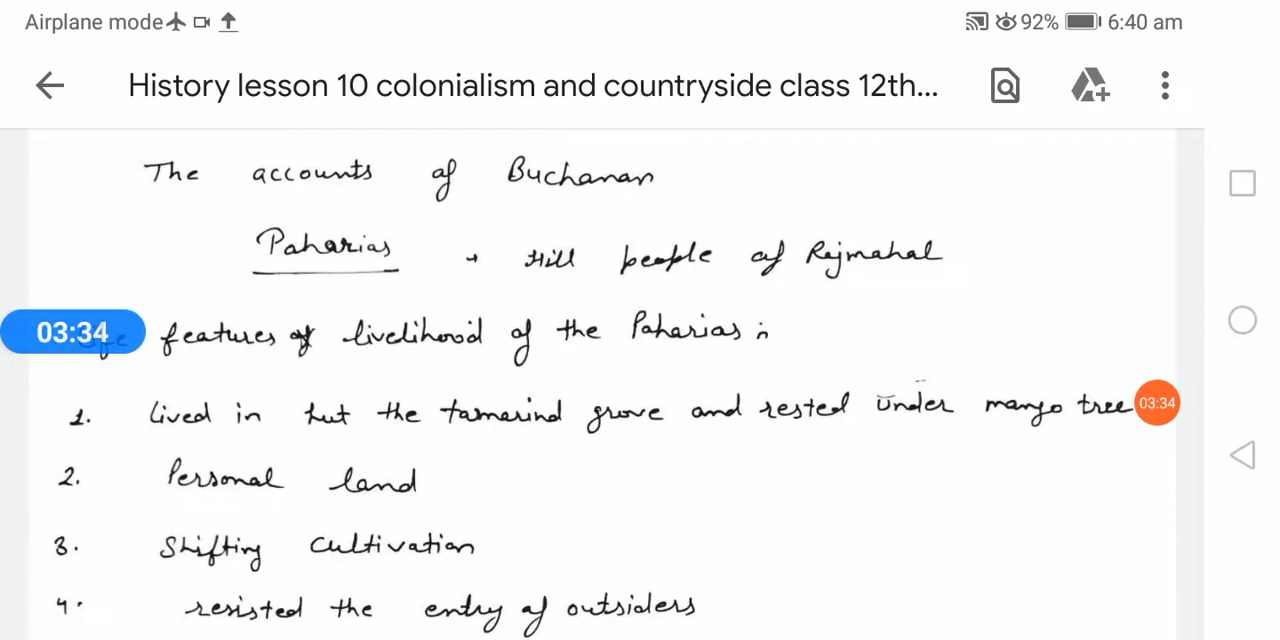 Airplane mode 92% 6:40 am
History lesson 10 colonialism and countryside class 12th...
The accounts of Buchanan
Paharias → Hill people of Rajmahal
03:34 features of livelihood of the Paharias
1. Lived in hut the tamarind grove and rested under mango tree 03:34
2. Personal land
3. Shifting cultivation
4. resisted the entry of outsiders